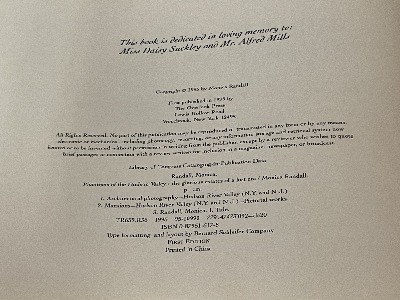 This book is dedicated in loving memory to:
Miss Daisy Suckley and Mr. Alfred Mills
Copyright © 1995 by Monica Randall
First published in 1995 by
The Overlook Press
Lewis Hollow Road
Woodstock, New York 12498
All Rights Reserved. No part of this publication may be reproduced or transmitted in any form or by any means,
electronic or mechanical, including photocopy, recording, or any information storage and retrieval system now
known or to be invented without permission in writing from the publisher, except by a reviewer who wishes to quote
brief passages in connection with a review written for inclusion in a magazine, newspaper, or broadcast.
Library of Congress Cataloging-in-Publication Data
Randall, Monica.
Phantoms of the Hudson Valley : the glorious estates of a lost era / Monica Randall.
p cm
1. Architectural photography—Hudson River Valley (N.Y. and N.J.)
2. Mansions—Hudson River Valley (N.Y. and N.J.)—Pictorial works.
3. Randall, Monica. I. Title.
1995
ISBN
Type formatting and layout by Bernard Schleifer Company
First Edition
Printed in China